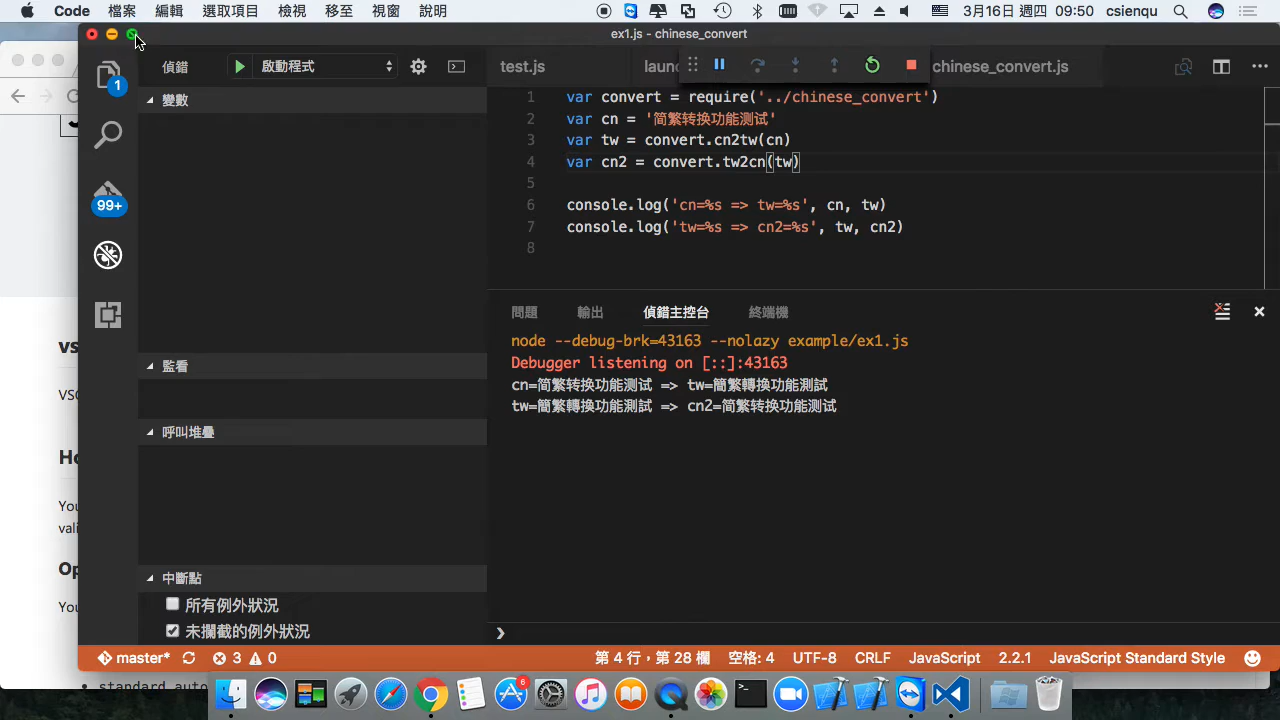 Code 檔案 編輯 選取項目 檢視 移至 視窗 說明 3月16日 週四 09:50 csienqu
ex1.js - chinese_convert
偵錯 啟動程式
test.js
chinese_convert.js
變數
監看
呼叫堆疊
中斷點
所有例外狀況
未攔截的例外狀況
1
99+
1 var convert = require('../chinese_convert')
2 var cn = '简繁转换功能测试'
3 var tw = convert.cn2tw(cn)
4 var cn2 = convert.tw2cn(tw)
5
6 console.log('cn=%s => tw=%s', cn, tw)
7 console.log('tw=%s => cn2=%s', tw, cn2)
8
問題 輸出 偵錯主控台 終端機
node --debug-brk=43163 --nolazy example/ex1.js
Debugger listening on [::]:43163
cn=简繁转换功能测试 => tw=簡繁轉換功能測試
tw=簡繁轉換功能測試 => cn2=简繁转换功能测试
master* 3 0 第 4 行，第 28 欄 空格: 4 UTF-8 CRLF JavaScript 2.2.1 JavaScript Standard Style
6